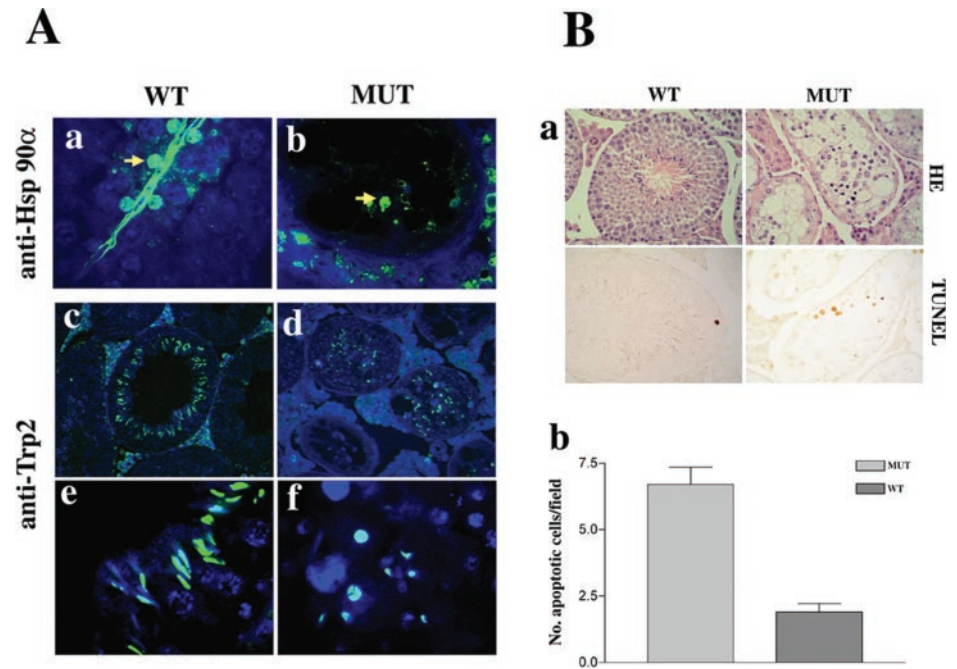 A
WT MUT
a b
anti-Hsp 90α
c d
e f
anti-Trp2
B
WT MUT
a
HE
TUNEL
b
7.5
5.0
2.5
0.0
No. apoptotic cells/field
MUT
WT